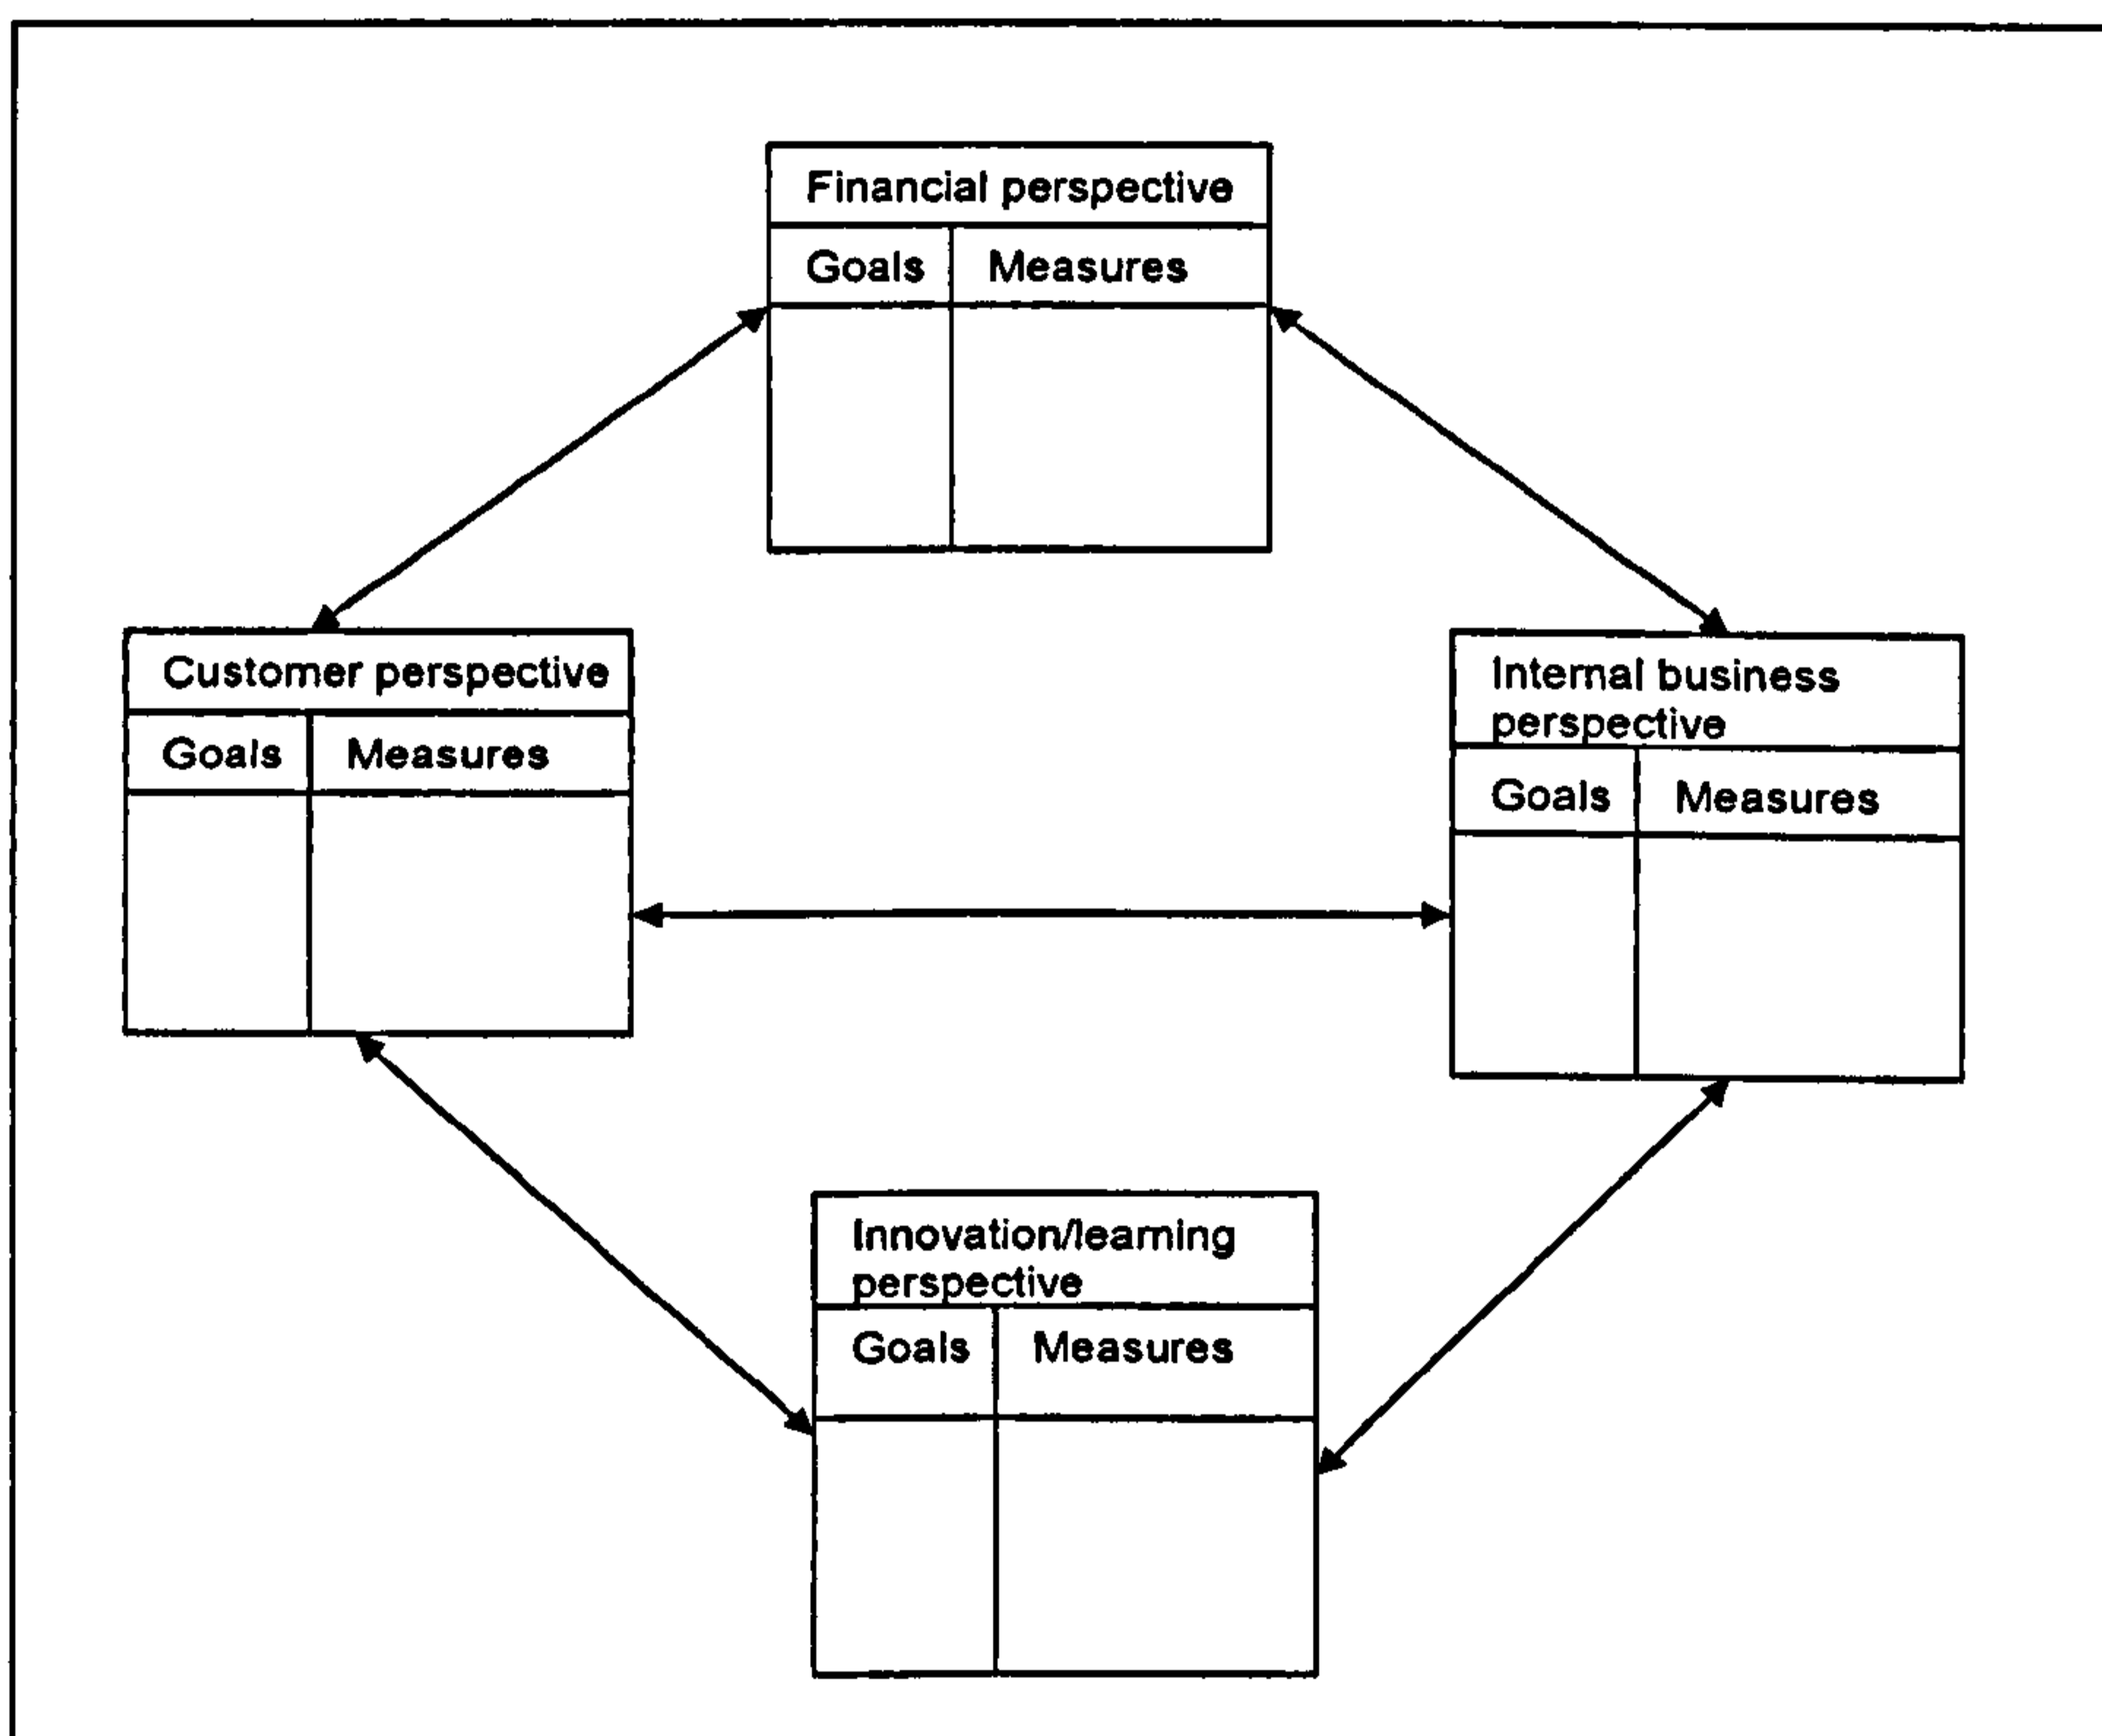 Financial perspective
Goals Measures
Customer perspective
Goals Measures
Internal business
perspective
Goals Measures
Innovation/learning
perspective
Goals Measures